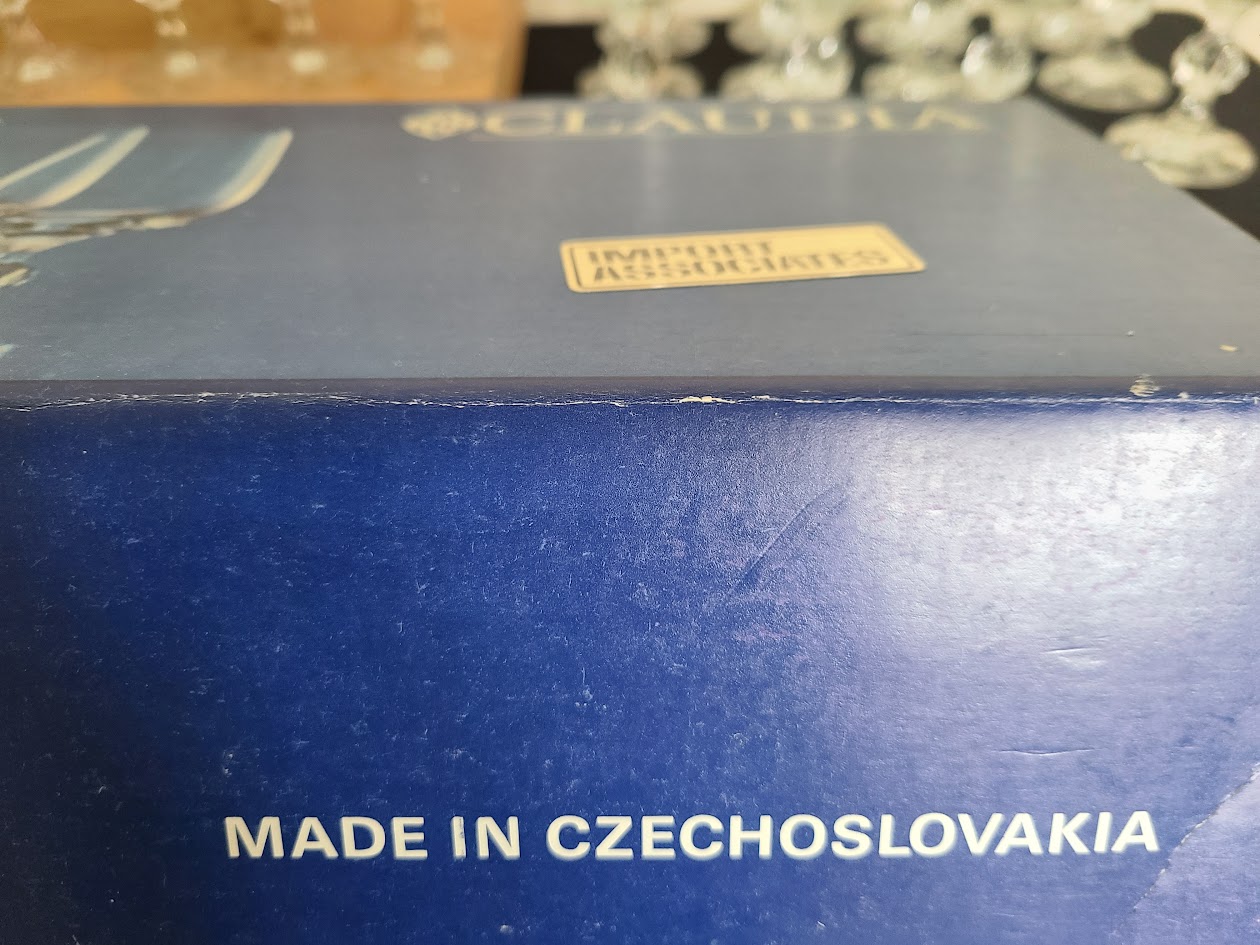 CLAUDIA
IMPORT
ASSOCIATES
MADE IN CZECHOSLOVAKIA